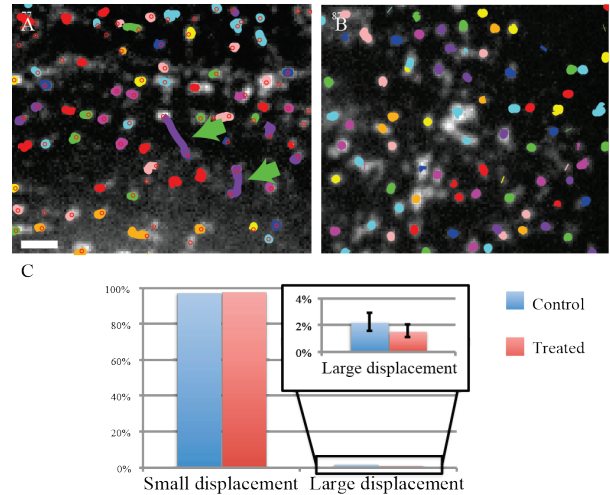 A
B
C
100%
80%
60%
40%
20%
0%
Small displacement
Large displacement
4%
2%
0%
Large displacement
Control
Treated